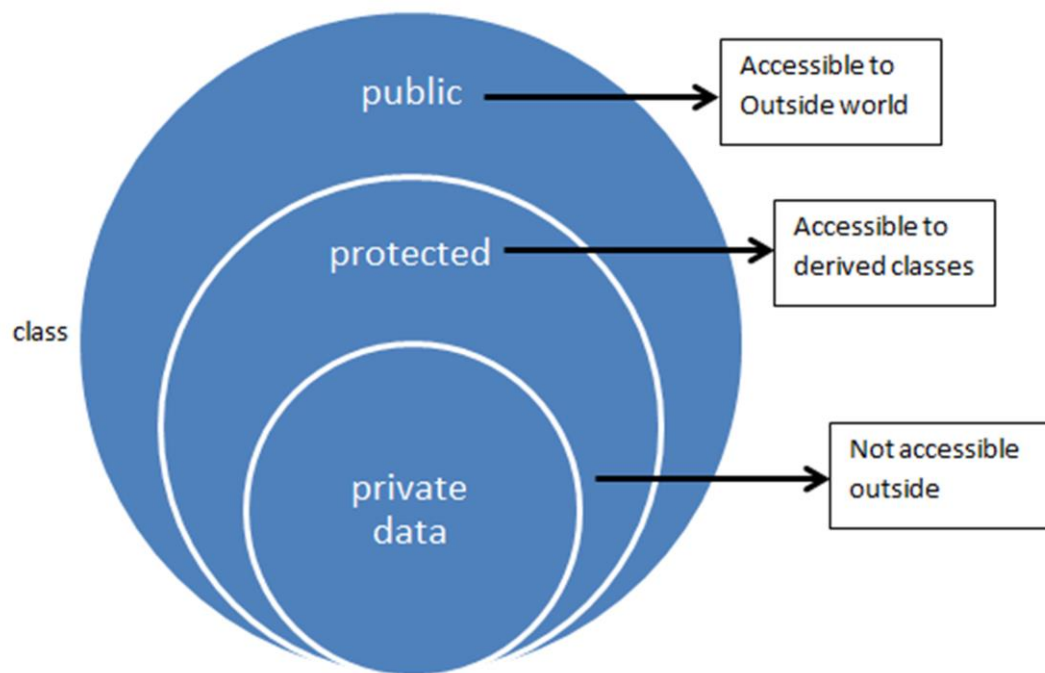 public
Accessible to
Outside world
protected
Accessible to
derived classes
class
private
data
Not accessible
outside